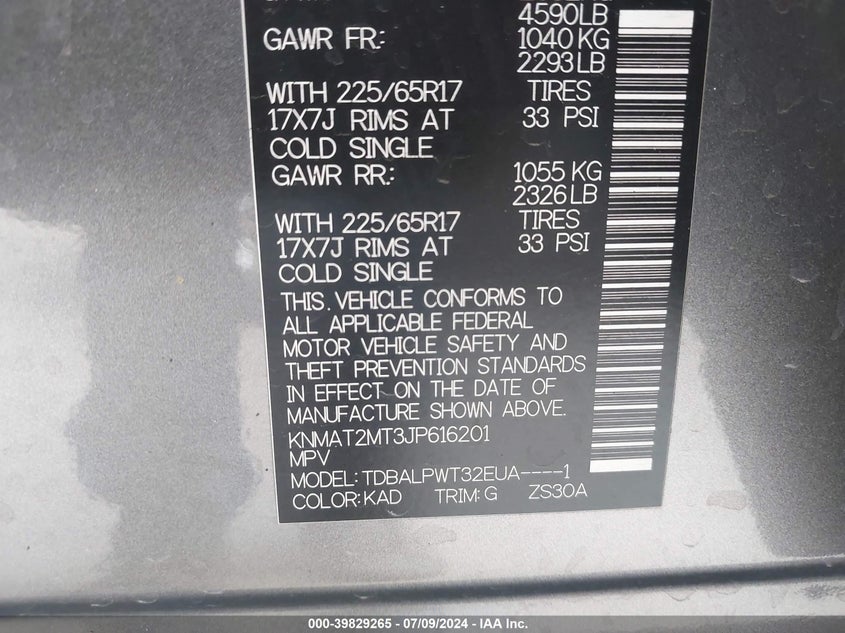 4590LB
GAWR FR: 1040 KG
2293 LB
WITH 225/65R17 TIRES
17X7J RIMS AT 33 PSI
COLD SINGLE
GAWR RR: 1055 KG
2326 LB
WITH 225/65R17 TIRES
17X7J RIMS AT 33 PSI
COLD SINGLE
THIS VEHICLE CONFORMS TO
ALL APPLICABLE FEDERAL
MOTOR VEHICLE SAFETY AND
THEFT PREVENTION STANDARDS
IN EFFECT ON THE DATE OF
MANUFACTURE SHOWN ABOVE.
KNMAT2MT3JP616201
MPV
MODEL: TDBALPWT32EUA----1
COLOR: KAD TRIM: G ZS30A
000-39829265 - 07/09/2024 - IAA Inc.